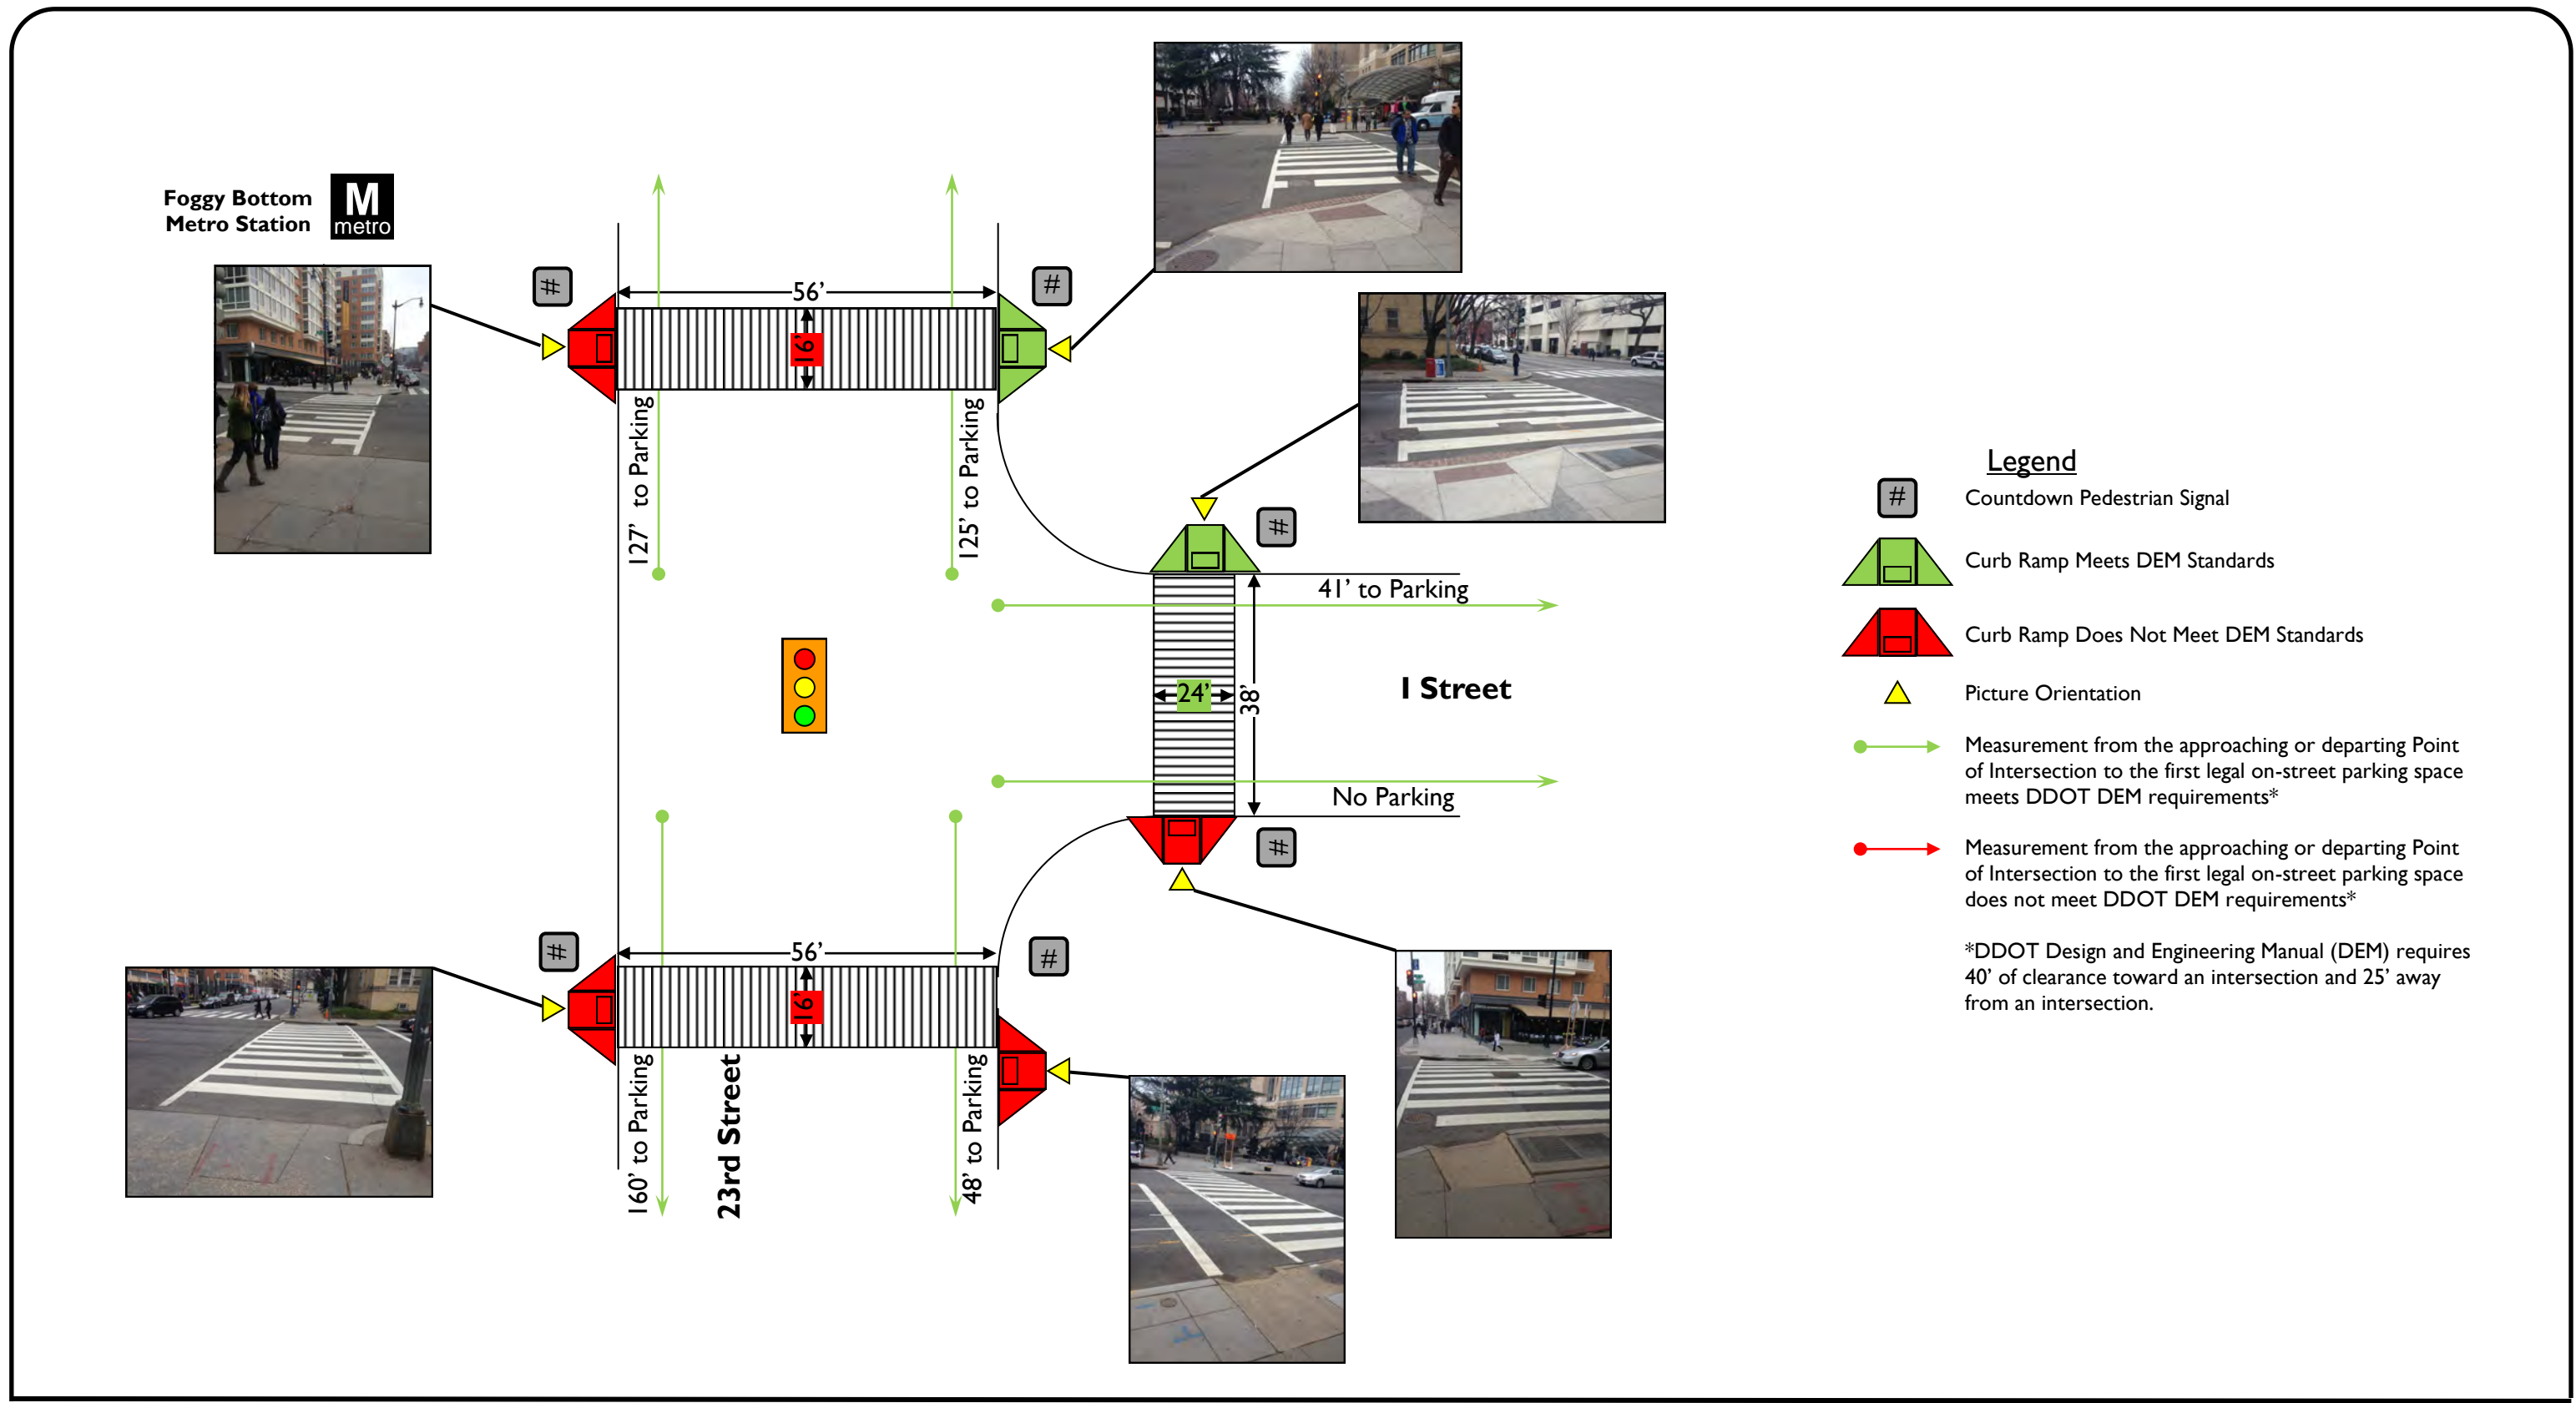 Foggy Bottom
Metro Station
M
metro
#
#
56’
16’
127’ to Parking
125’ to Parking
#
41’ to Parking
24’
38’
I Street
No Parking
#
#
56’
#
16’
160’ to Parking
23rd Street
48’ to Parking
Legend
# Countdown Pedestrian Signal
Curb Ramp Meets DEM Standards
Curb Ramp Does Not Meet DEM Standards
Picture Orientation
Measurement from the approaching or departing Point
of Intersection to the first legal on-street parking space
meets DDOT DEM requirements*
Measurement from the approaching or departing Point
of Intersection to the first legal on-street parking space
does not meet DDOT DEM requirements*
*DDOT Design and Engineering Manual (DEM) requires
40’ of clearance toward an intersection and 25’ away
from an intersection.